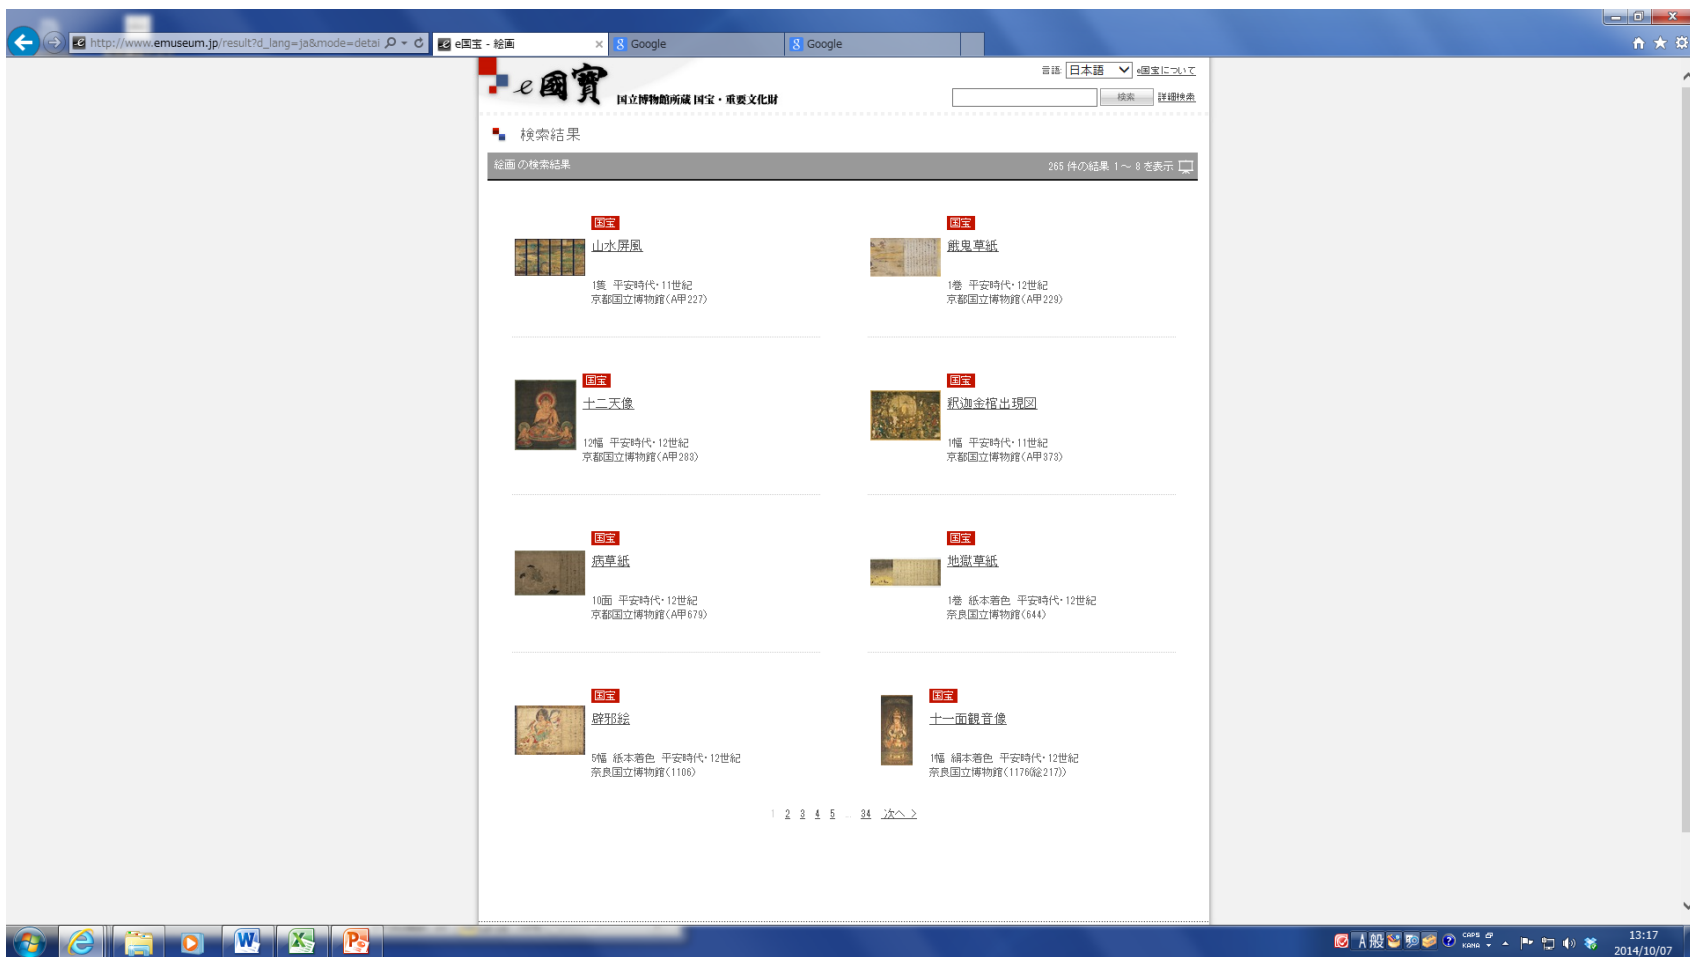 http://www.emuseum.jp/result?d_lang=ja&mode=detai
e国宝 - 絵画
Google
Google
e國寶
国立博物館所蔵 国宝・重要文化財
言語: 日本語
e国宝について
検索
詳細検索
検索結果
絵画 の検索結果
265 件の結果 1 ～ 8 を表示
国宝
山水屏風
1隻 平安時代・11世紀
京都国立博物館(A甲227)
国宝
餓鬼草紙
1巻 平安時代・12世紀
京都国立博物館(A甲229)
国宝
十二天像
12幅 平安時代・12世紀
京都国立博物館(A甲283)
国宝
釈迦金棺出現図
1幅 平安時代・11世紀
京都国立博物館(A甲373)
国宝
病草紙
10面 平安時代・12世紀
京都国立博物館(A甲679)
国宝
地獄草紙
1巻 紙本着色 平安時代・12世紀
奈良国立博物館(644)
国宝
辟邪絵
5幅 紙本着色 平安時代・12世紀
奈良国立博物館(1106)
国宝
十一面観音像
1幅 絹本着色 平安時代・12世紀
奈良国立博物館(1176(絵217))
1 2 3 4 5 … 34 次へ >
A 般
CAPS
KANA
13:17
2014/10/07